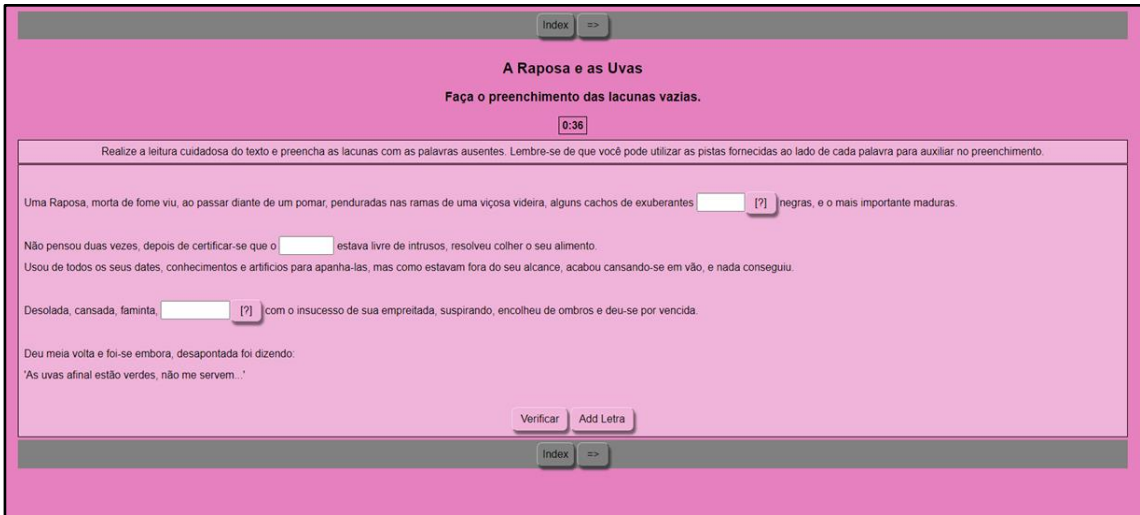 Index =>
A Raposa e as Uvas
Faça o preenchimento das lacunas vazias.
0:36
Realize a leitura cuidadosa do texto e preencha as lacunas com as palavras ausentes. Lembre-se de que você pode utilizar as pistas fornecidas ao lado de cada palavra para auxiliar no preenchimento.
Uma Raposa, morta de fome viu, ao passar diante de um pomar, penduradas nas ramas de uma viçosa videira, alguns cachos de exuberantes [?] negras, e o mais importante maduras.
Não pensou duas vezes, depois de certificar-se que o estava livre de intrusos, resolveu colher o seu alimento.
Usou de todos os seus dates, conhecimentos e artifícios para apanha-las, mas como estavam fora do seu alcance, acabou cansando-se em vão, e nada conseguiu.
Desolada, cansada, faminta, [?] com o insucesso de sua empreitada, suspirando, encolheu de ombros e deu-se por vencida.
Deu meia volta e foi-se embora, desapontada foi dizendo:
'As uvas afinal estão verdes, não me servem...'
Verificar Add Letra
Index =>